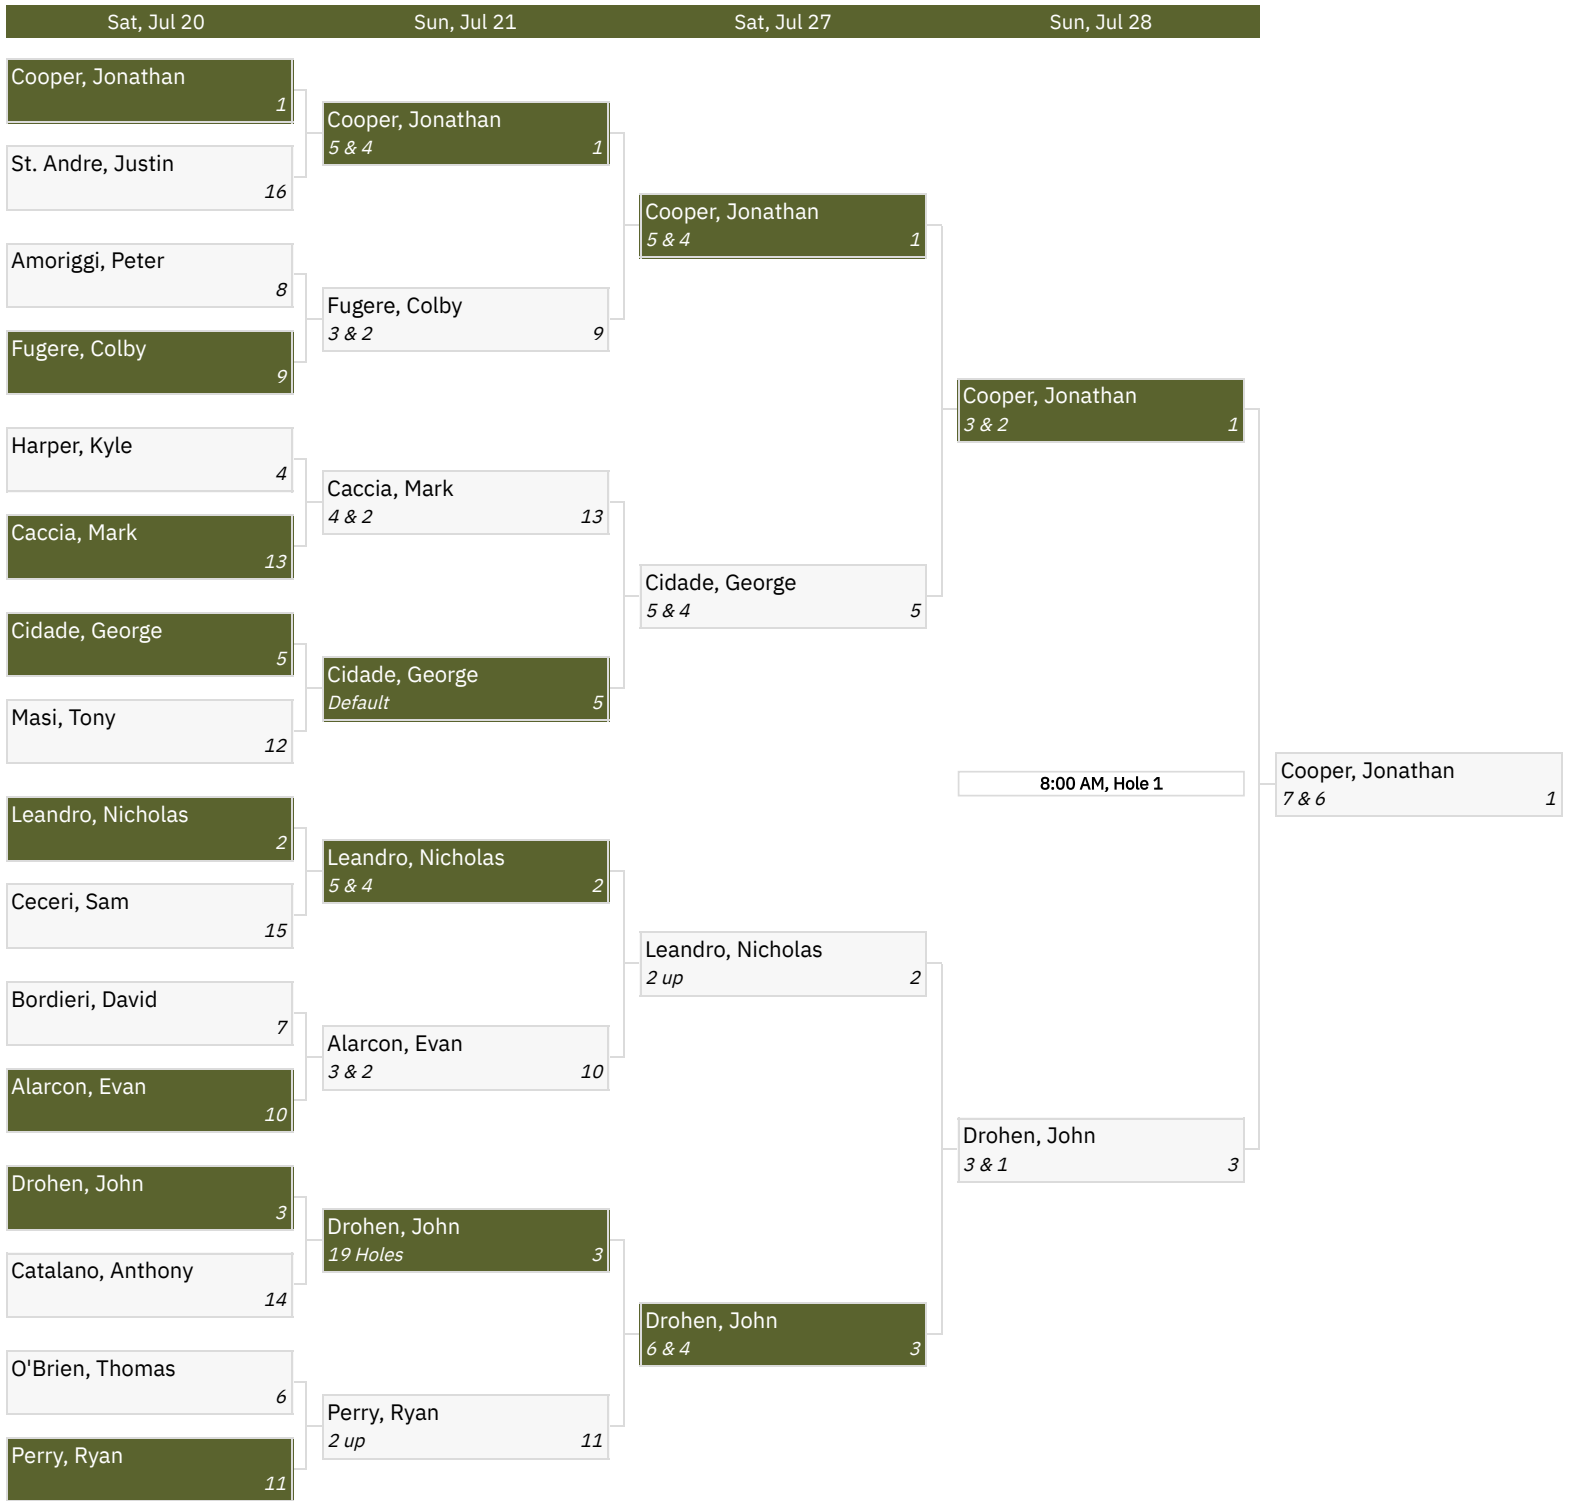 Sat, Jul 20
Sun, Jul 21
Sat, Jul 27
Sun, Jul 28
Cooper, Jonathan
1
St. Andre, Justin
16
Amoriggi, Peter
8
Fugere, Colby
9
Harper, Kyle
4
Caccia, Mark
13
Cidade, George
5
Masi, Tony
12
Leandro, Nicholas
2
Ceceri, Sam
15
Bordieri, David
7
Alarcon, Evan
10
Drohen, John
3
Catalano, Anthony
14
O'Brien, Thomas
6
Perry, Ryan
11
Cooper, Jonathan
5 & 4 1
Fugere, Colby
3 & 2 9
Caccia, Mark
4 & 2 13
Cidade, George
Default 5
Leandro, Nicholas
5 & 4 2
Alarcon, Evan
3 & 2 10
Drohen, John
19 Holes 3
Perry, Ryan
2 up 11
Cooper, Jonathan
5 & 4 1
Cidade, George
5 & 4 5
Leandro, Nicholas
2 up 2
Drohen, John
6 & 4 3
Cooper, Jonathan
3 & 2 1
8:00 AM, Hole 1
Drohen, John
3 & 1 3
Cooper, Jonathan
7 & 6 1